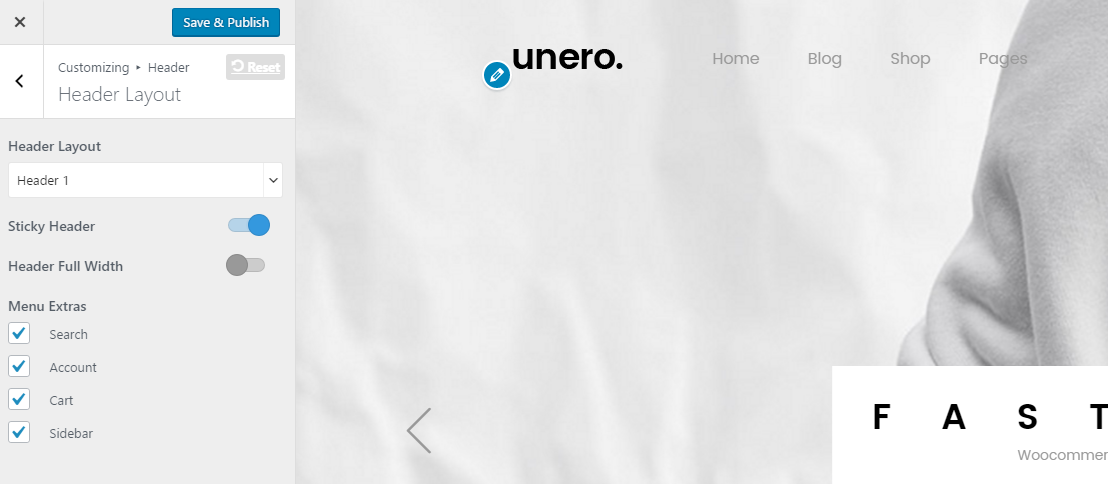 Save & Publish
Customizing ▸ Header
Reset
Header Layout
Header Layout
Header 1
Sticky Header
Header Full Width
Menu Extras
Search
Account
Cart
Sidebar
unero.
Home Blog Shop Pages
F A S T
Woocommer